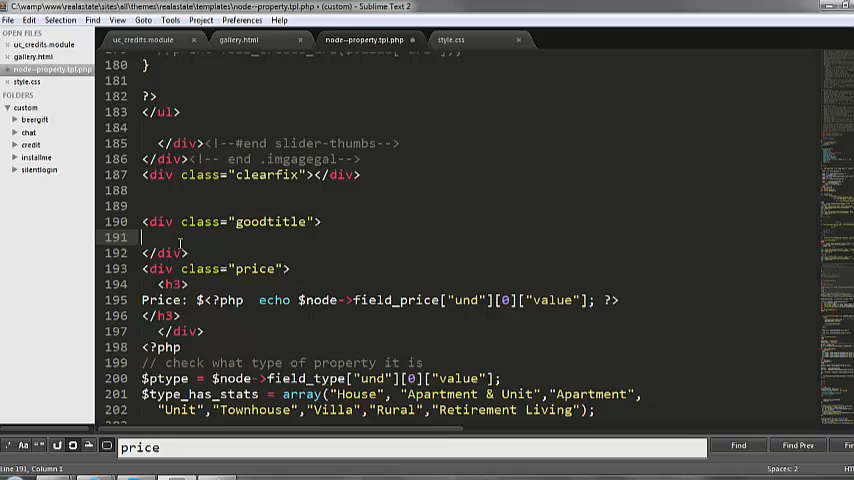 C:\wamp\www\realastate\sites\all\themes\realastate\templates\node--property.tpl.php • (custom) - Sublime Text 2
File Edit Selection Find View Goto Tools Project Preferences Help
OPEN FILES
uc_credits.module
gallery.html
node--property.tpl.php
style.css
FOLDERS
custom
beergift
chat
credit
installme
silentlogin
uc_credits.module × gallery.html × node--property.tpl.php • style.css ×
180 }
181
182 ?>
183 </ul>
184
185 </div><!--#end slider-thumbs-->
186 </div><!-- end .imgagegal-->
187 <div class="clearfix"></div>
188
189
190 <div class="goodtitle">
191
192 </div>
193 <div class="price">
194 <h3>
195 Price: $<?php echo $node->field_price["und"][0]["value"]; ?>
196 </h3>
197 </div>
198 <?php
199 // check what type of property it is
200 $ptype = $node->field_type["und"][0]["value"];
201 $type_has_stats = array("House", "Apartment & Unit","Apartment",
202 "Unit","Townhouse","Villa","Rural","Retirement Living");
.* Aa “” price Find Find Prev Fin
Line 191, Column 1 Spaces: 2 HT